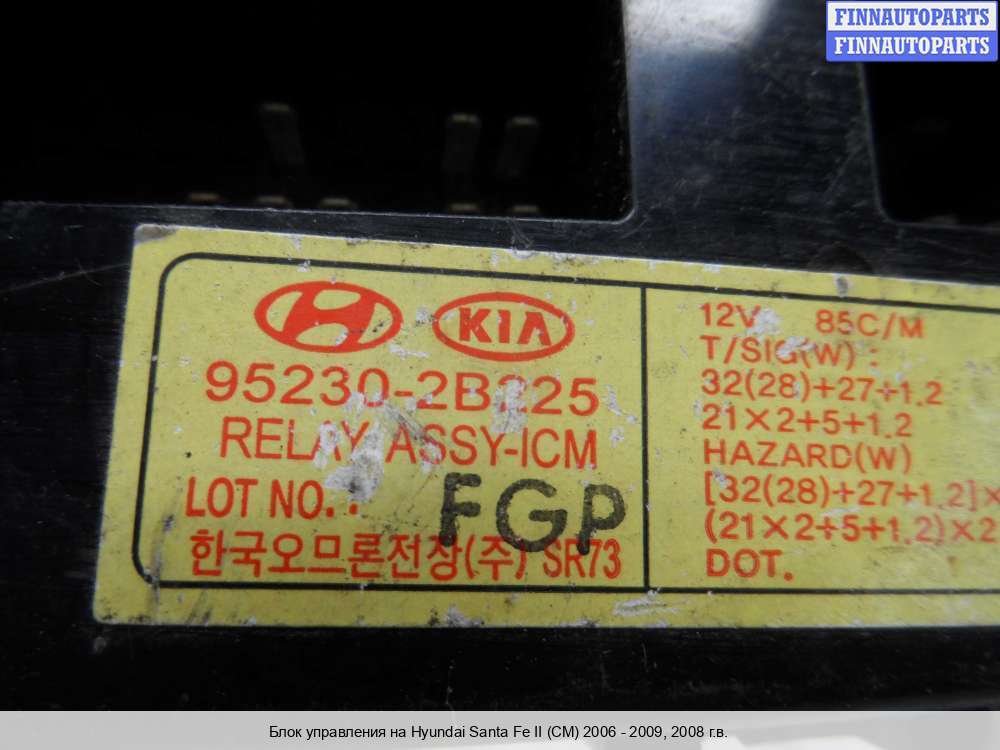 FINNAUTOPARTS
FINNAUTOPARTS
KIA
95230-2B225
RELAY ASSY-ICM
LOT NO. :
FGP
한국오므론전장(주) SR73
12V 85C/M
T/SIG(W) :
32(28)+27+1.2
21×2+5+1.2
HAZARD(W)
[32(28)+27+1.2]×
(21×2+5+1.2)×2
DOT.
Блок управления на Hyundai Santa Fe II (CM) 2006 - 2009, 2008 г.в.